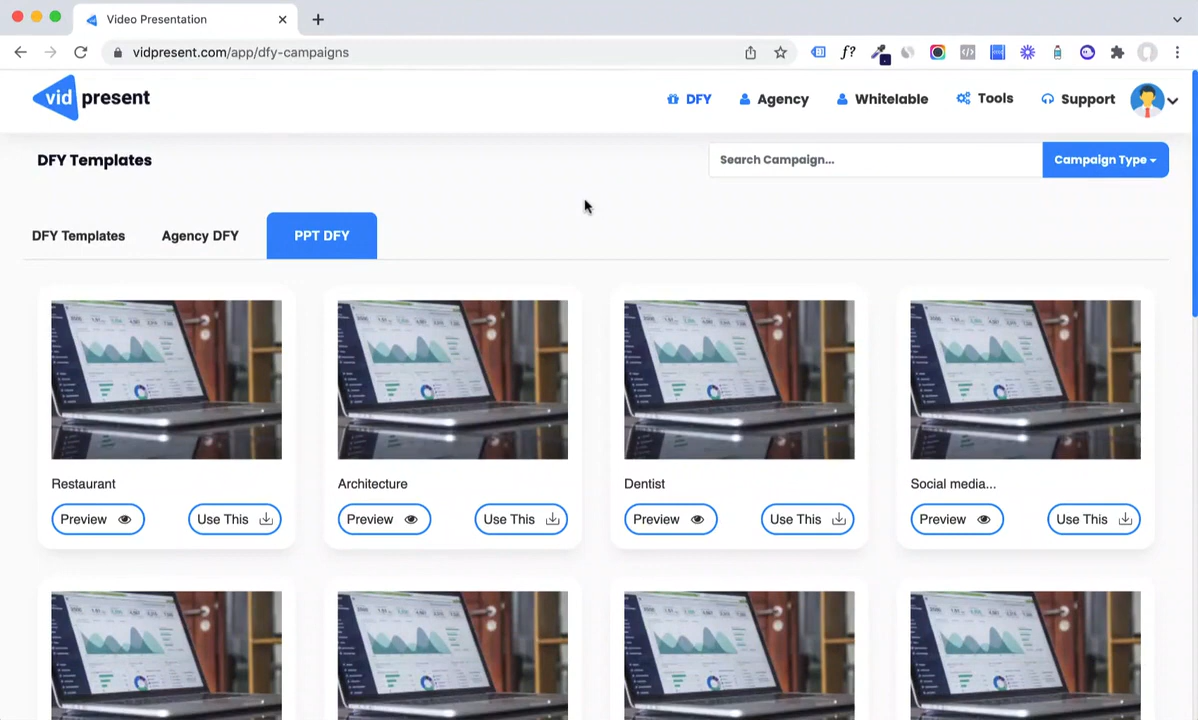 Video Presentation
vidpresent.com/app/dfy-campaigns
f?
vid present
DFY
Agency
Whitelable
Tools
Support
DFY Templates
Search Campaign...
Campaign Type
DFY Templates
Agency DFY
PPT DFY
Restaurant
Architecture
Dentist
Social media...
Preview
Use This
Preview
Use This
Preview
Use This
Preview
Use This